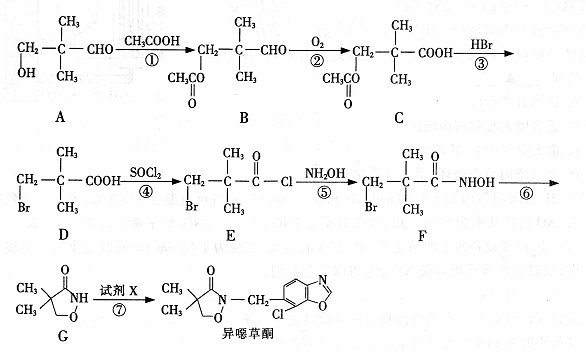 CH₃ CH₃ CH₃
CH₂—C—CHO CH₃COOH ① CH₂—C—CHO O₂ ② CH₂—C—COOH HBr ③
OH CH₃ O CH₃ O CH₃
CH₃C CH₃C
O O
A B C
CH₃ CH₃ O CH₃ O
CH₂—C—COOH SOCl₂ ④ CH₂—C—C—Cl NH₂OH ⑤ CH₂—C—C—NHOH ⑥
Br CH₃ Br CH₃ Br CH₃
D E F
CH₃ O CH₃ O N
CH₃ NH 试剂 X ⑦ CH₃ N—CH₂ O
O O Cl
G 异噁草酮